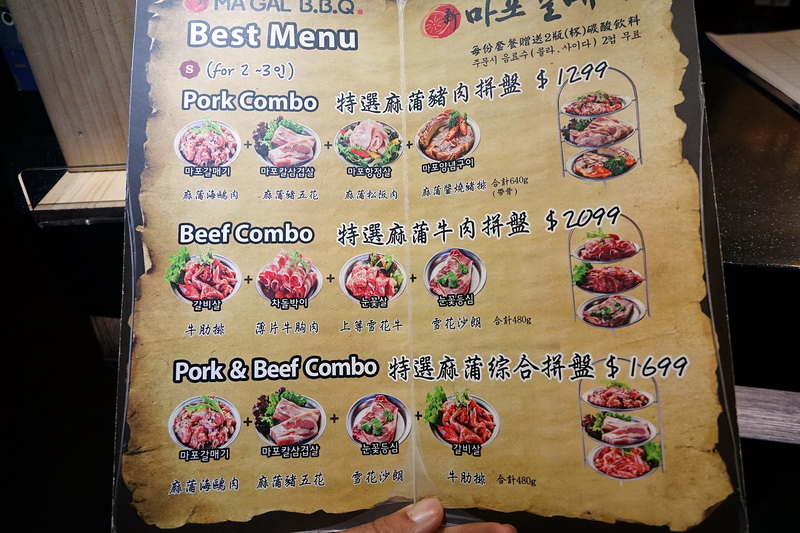 MAGAL B.B.Q.
新 마포갈매
Best Menu
每份套餐贈送2瓶(杯)碳酸飲料
주문시 음료수(콜라.사이다) 2컵 무료
S (for 2~3인)
Pork Combo 特選麻蒲豬肉拼盤 $1299
마포갈매기 + 마포칼삼겹살 + 마포항정살 + 마포양념구이
麻蒲海鷗肉 麻蒲豬五花 麻蒲松阪肉 麻蒲醬燒豬排 合計640g
(帶骨)
Beef Combo 特選麻蒲牛肉拼盤 $2099
갈비살 + 차돌박이 + 눈꽃살 + 눈꽃등심
牛肋排 薄片牛胸肉 上等雪花牛 雪花沙朗 合計480g
Pork & Beef Combo 特選麻蒲綜合拼盤 $1699
마포갈매기 + 마포칼삼겹살 + 눈꽃등심 + 갈비살
麻蒲海鷗肉 麻蒲豬五花 雪花沙朗 牛肋排 合計480g